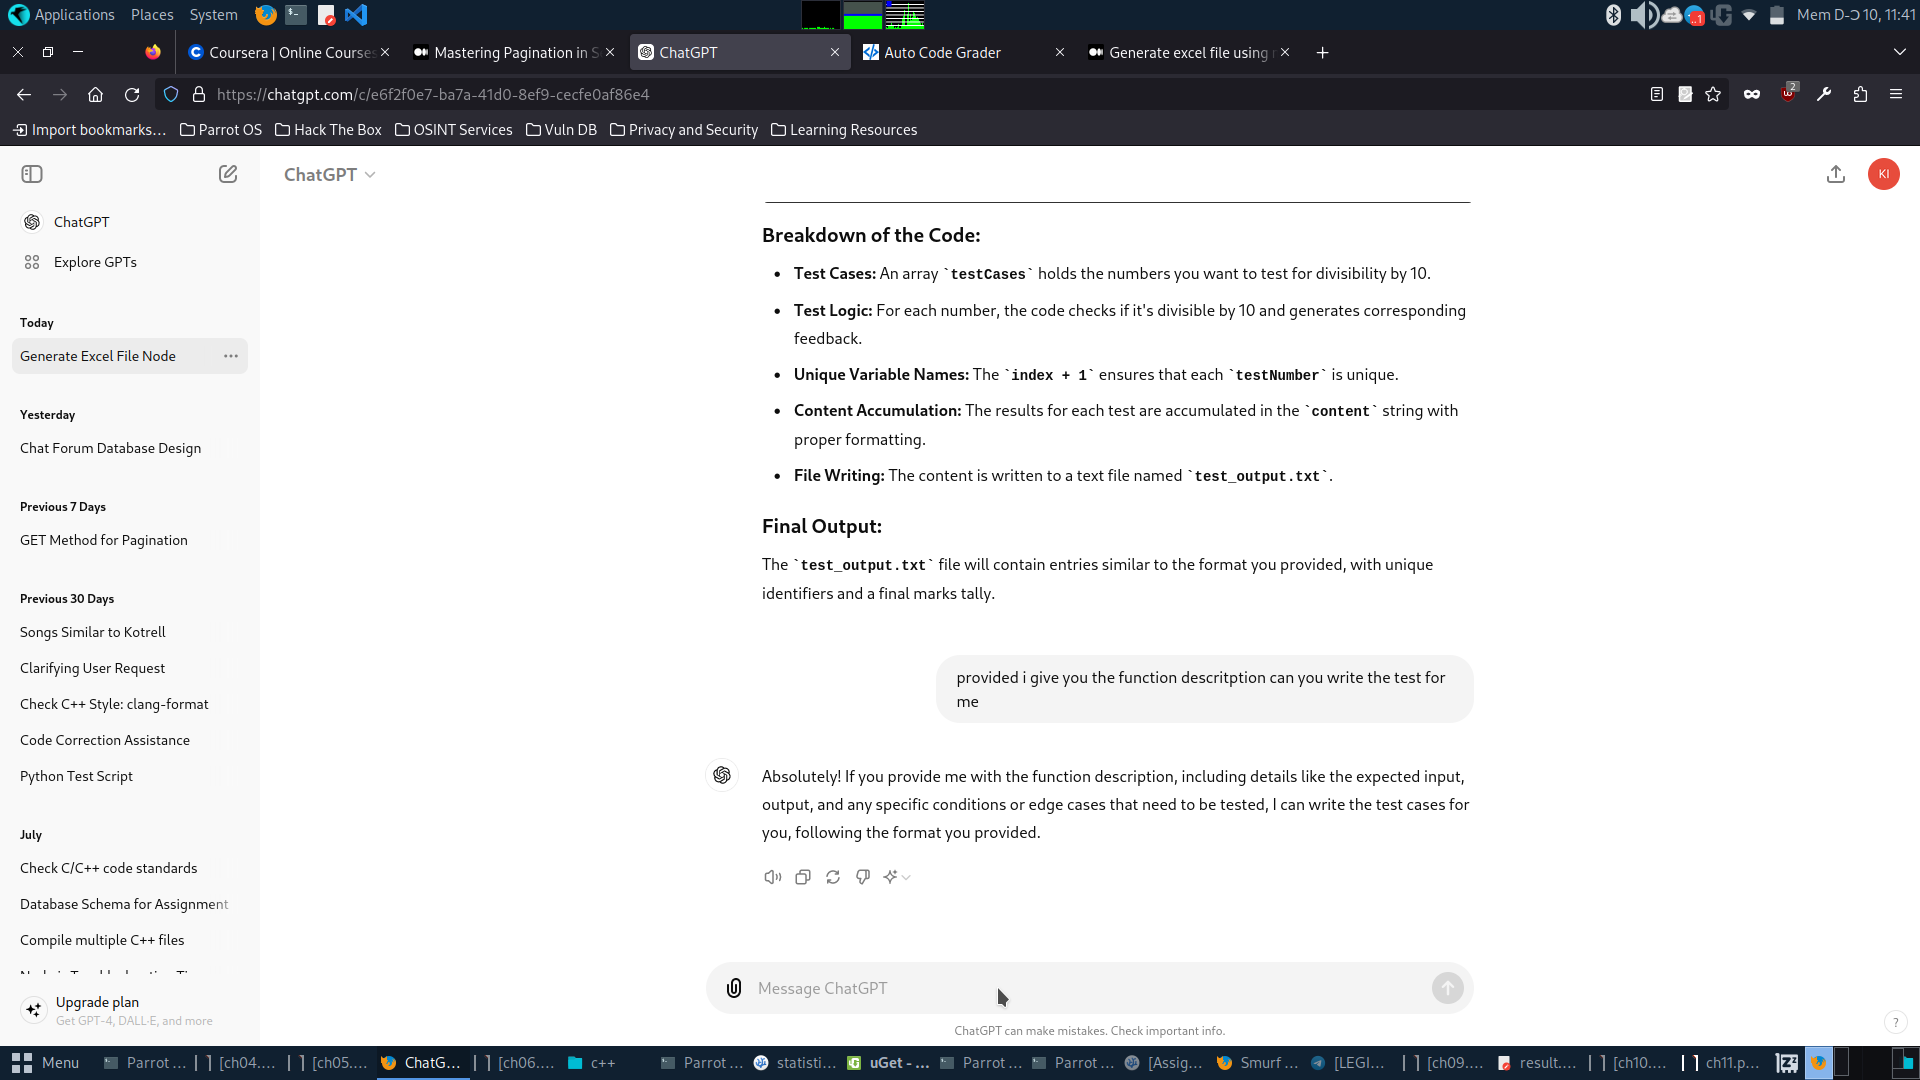 Applications Places System
Mem D-Ɔ 10, 11:41
Coursera | Online Courses
Mastering Pagination in S
ChatGPT
Auto Code Grader
Generate excel file using
https://chatgpt.com/c/e6f2f0e7-ba7a-41d0-8ef9-cecfe0af86e4
2
Import bookmarks... Parrot OS Hack The Box OSINT Services Vuln DB Privacy and Security Learning Resources
ChatGPT
KI
ChatGPT
Explore GPTs
Today
Generate Excel File Node
Yesterday
Chat Forum Database Design
Previous 7 Days
GET Method for Pagination
Previous 30 Days
Songs Similar to Kotrell
Clarifying User Request
Check C++ Style: clang-format
Code Correction Assistance
Python Test Script
July
Check C/C++ code standards
Database Schema for Assignment
Compile multiple C++ files
Upgrade plan
Get GPT-4, DALL·E, and more
Breakdown of the Code:
• Test Cases: An array `testCases` holds the numbers you want to test for divisibility by 10.
• Test Logic: For each number, the code checks if it's divisible by 10 and generates corresponding
feedback.
• Unique Variable Names: The `index + 1` ensures that each `testNumber` is unique.
• Content Accumulation: The results for each test are accumulated in the `content` string with
proper formatting.
• File Writing: The content is written to a text file named `test_output.txt`.
Final Output:
The `test_output.txt` file will contain entries similar to the format you provided, with unique
identifiers and a final marks tally.
provided i give you the function descritption can you write the test for
me
Absolutely! If you provide me with the function description, including details like the expected input,
output, and any specific conditions or edge cases that need to be tested, I can write the test cases for
you, following the format you provided.
Message ChatGPT
ChatGPT can make mistakes. Check important info.
?
Menu Parrot ... [ch04.... [ch05.... ChatG... [ch06.... c++ Parrot ... statisti... uGet - ... Parrot ... Parrot ... [Assig... Smurf ... [LEGI... [ch09.... result.... [ch10.... ch11.p...